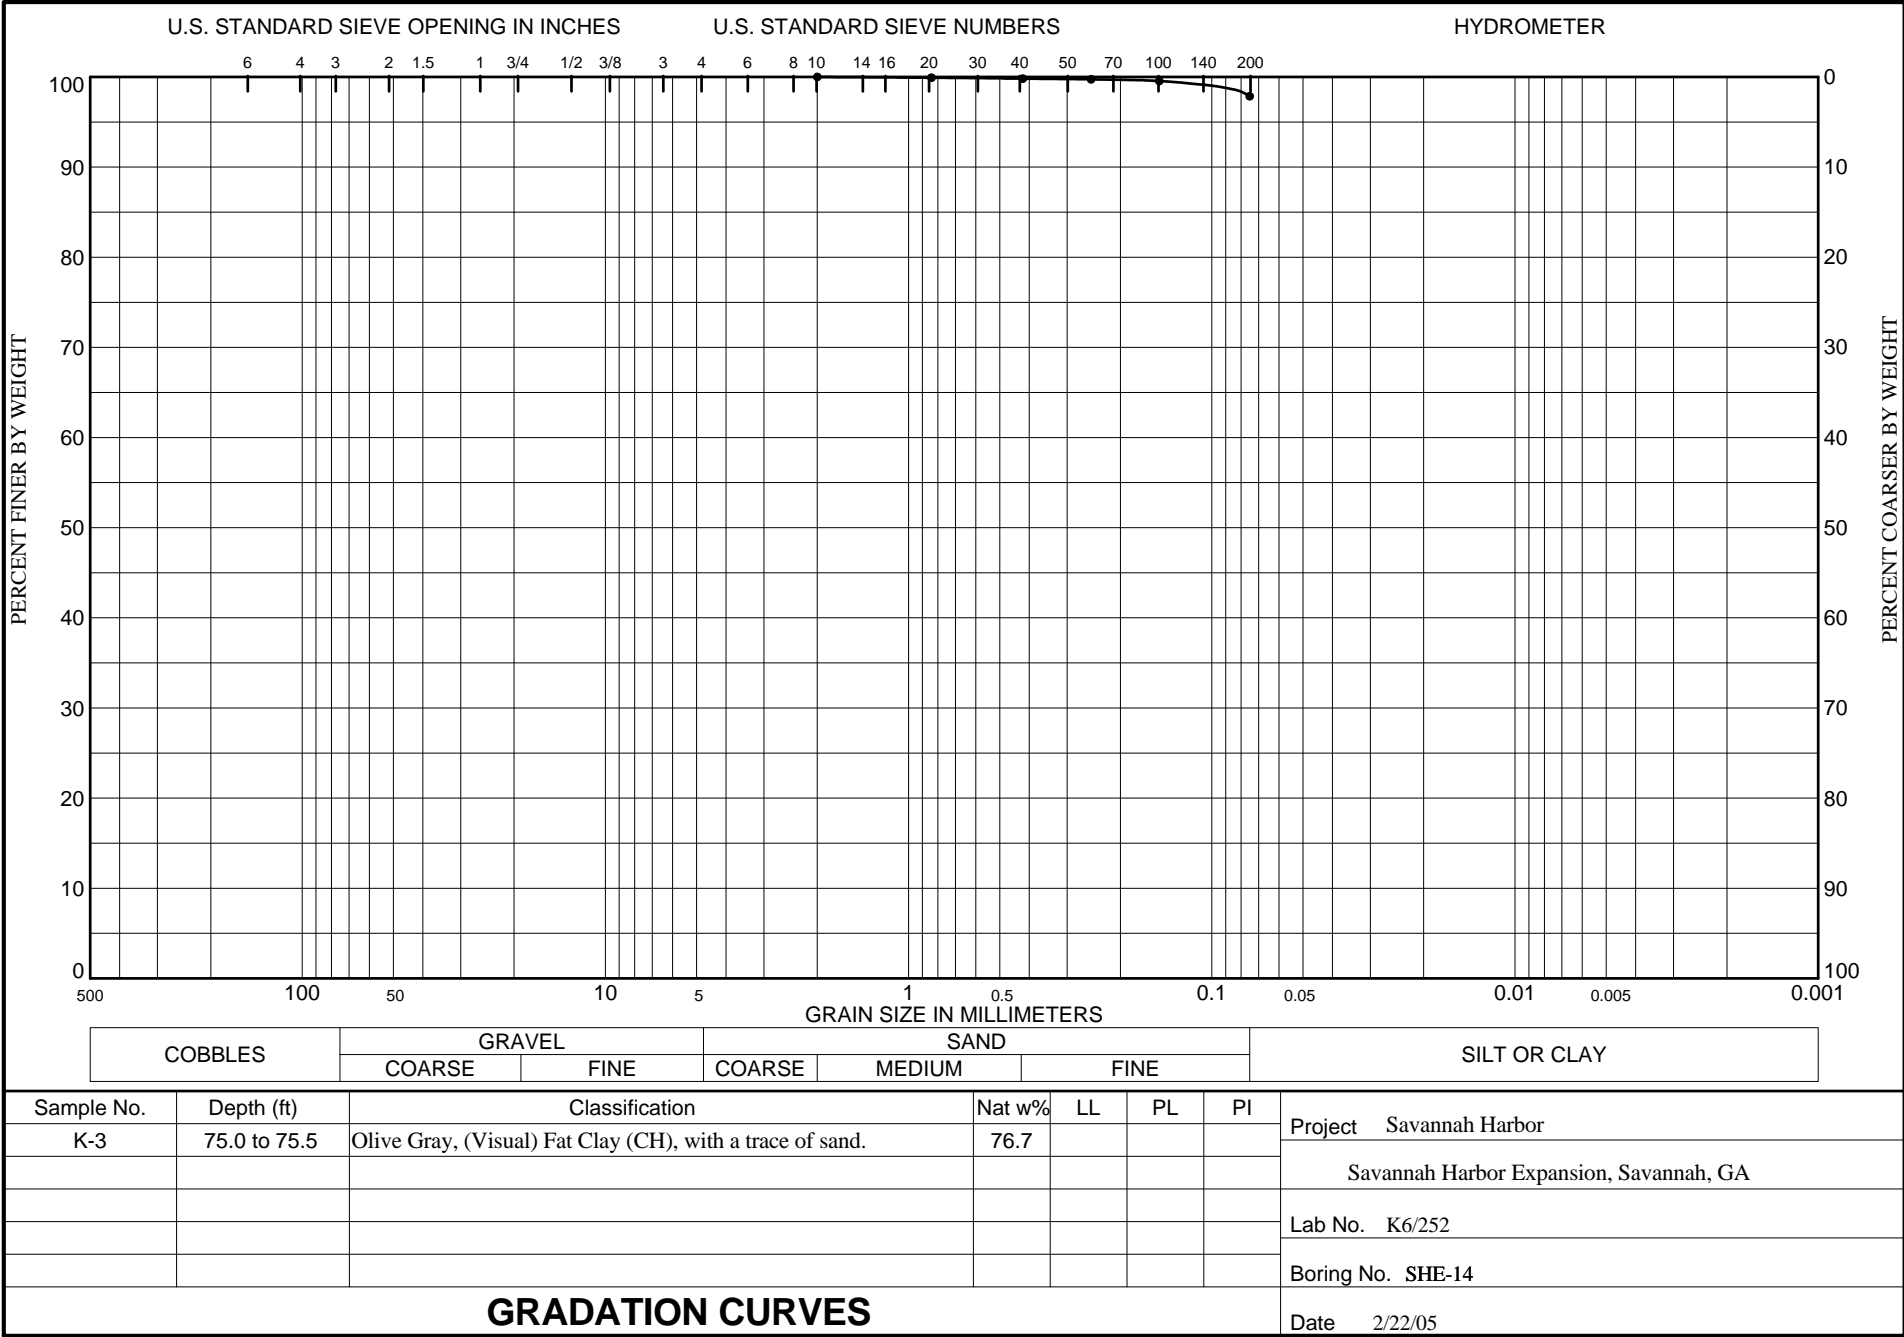 U.S. STANDARD SIEVE OPENING IN INCHES U.S. STANDARD SIEVE NUMBERS HYDROMETER
6 4 3 2 1.5 1 3/4 1/2 3/8 3 4 6 8 10 14 16 20 30 40 50 70 100 140 200
100 0
90 10
80 20
70 30
60 40
50 50
40 60
30 70
20 80
10 90
0 100
PERCENT FINER BY WEIGHT
PERCENT COARSER BY WEIGHT
500 100 50 10 5 1 0.5 0.1 0.05 0.01 0.005 0.001
GRAIN SIZE IN MILLIMETERS
COBBLES GRAVEL SAND SILT OR CLAY
COARSE FINE COARSE MEDIUM FINE
Sample No. Depth (ft) Classification Nat w% LL PL PI
K-3 75.0 to 75.5 Olive Gray, (Visual) Fat Clay (CH), with a trace of sand. 76.7
Project Savannah Harbor
Savannah Harbor Expansion, Savannah, GA
Lab No. K6/252
Boring No. SHE-14
GRADATION CURVES
Date 2/22/05